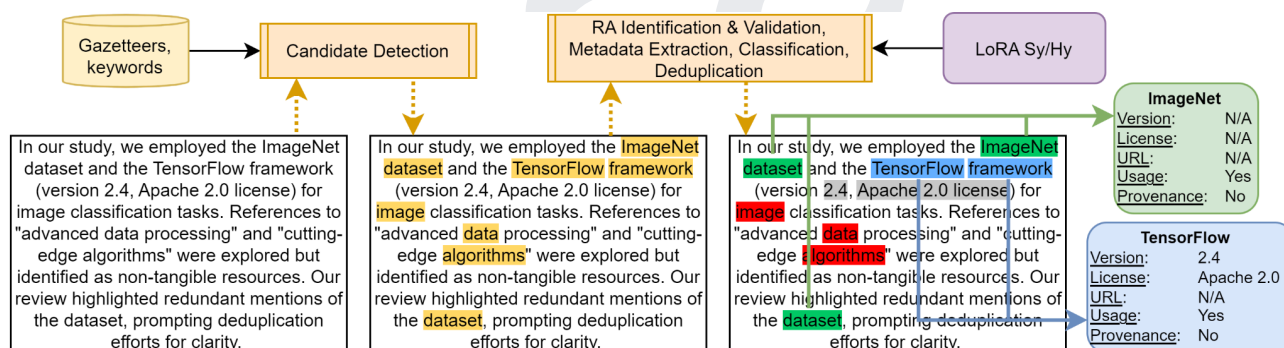 Gazetteers,
keywords
Candidate Detection
RA Identification & Validation,
Metadata Extraction, Classification,
Deduplication
LoRA Sy/Hy
In our study, we employed the ImageNet
dataset and the TensorFlow framework
(version 2.4, Apache 2.0 license) for
image classification tasks. References to
"advanced data processing" and "cutting-
edge algorithms" were explored but
identified as non-tangible resources. Our
review highlighted redundant mentions of
the dataset, prompting deduplication
efforts for clarity.
In our study, we employed the ImageNet
dataset and the TensorFlow framework
(version 2.4, Apache 2.0 license) for
image classification tasks. References to
"advanced data processing" and "cutting-
edge algorithms" were explored but
identified as non-tangible resources. Our
review highlighted redundant mentions of
the dataset, prompting deduplication
efforts for clarity.
In our study, we employed the ImageNet
dataset and the TensorFlow framework
(version 2.4, Apache 2.0 license) for
image classification tasks. References to
"advanced data processing" and "cutting-
edge algorithms" were explored but
identified as non-tangible resources. Our
review highlighted redundant mentions of
the dataset, prompting deduplication
efforts for clarity.
ImageNet
Version: N/A
License: N/A
URL: N/A
Usage: Yes
Provenance: No
TensorFlow
Version: 2.4
License: Apache 2.0
URL: N/A
Usage: Yes
Provenance: No